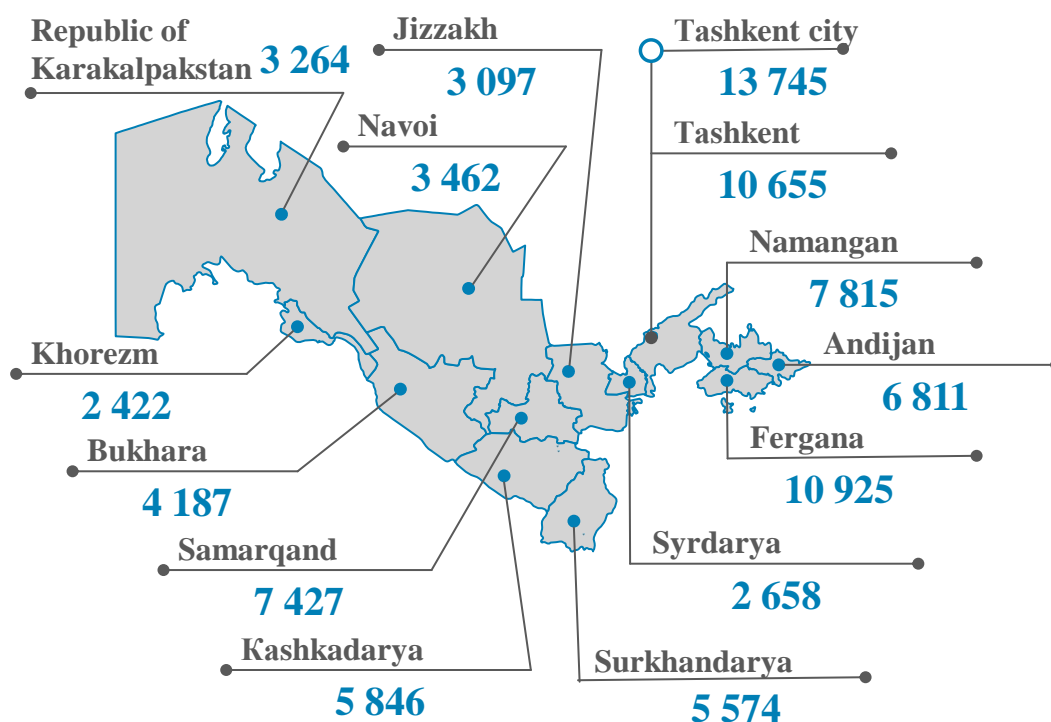 Republic of
Karakalpakstan
3 264
Jizzakh
3 097
Tashkent city
13 745
Navoi
3 462
Tashkent
10 655
Namangan
7 815
Khorezm
2 422
Andijan
6 811
Bukhara
4 187
Fergana
10 925
Samarqand
7 427
Syrdarya
2 658
Kashkadarya
5 846
Surkhandarya
5 574